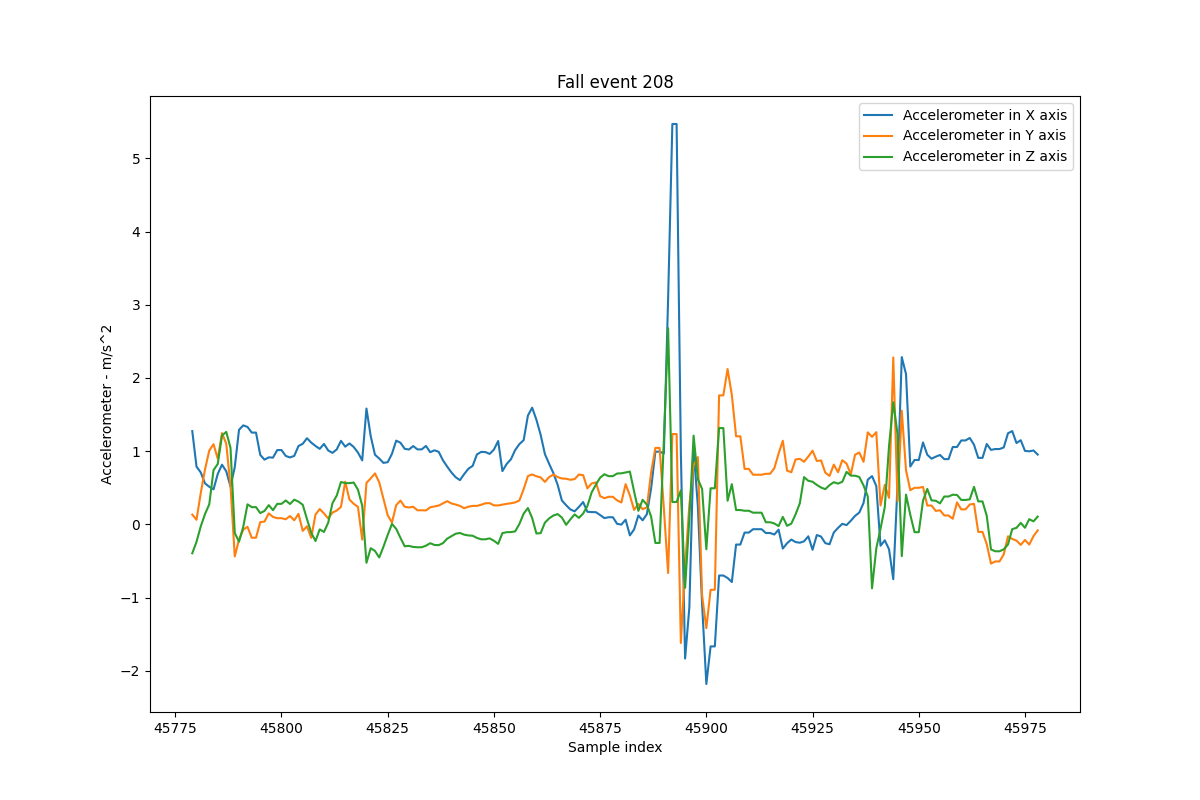 Fall event 208
Accelerometer in X axis
Accelerometer in Y axis
Accelerometer in Z axis
Accelerometer - m/s^2
5
4
3
2
1
0
−1
−2
45775 45800 45825 45850 45875 45900 45925 45950 45975
Sample index